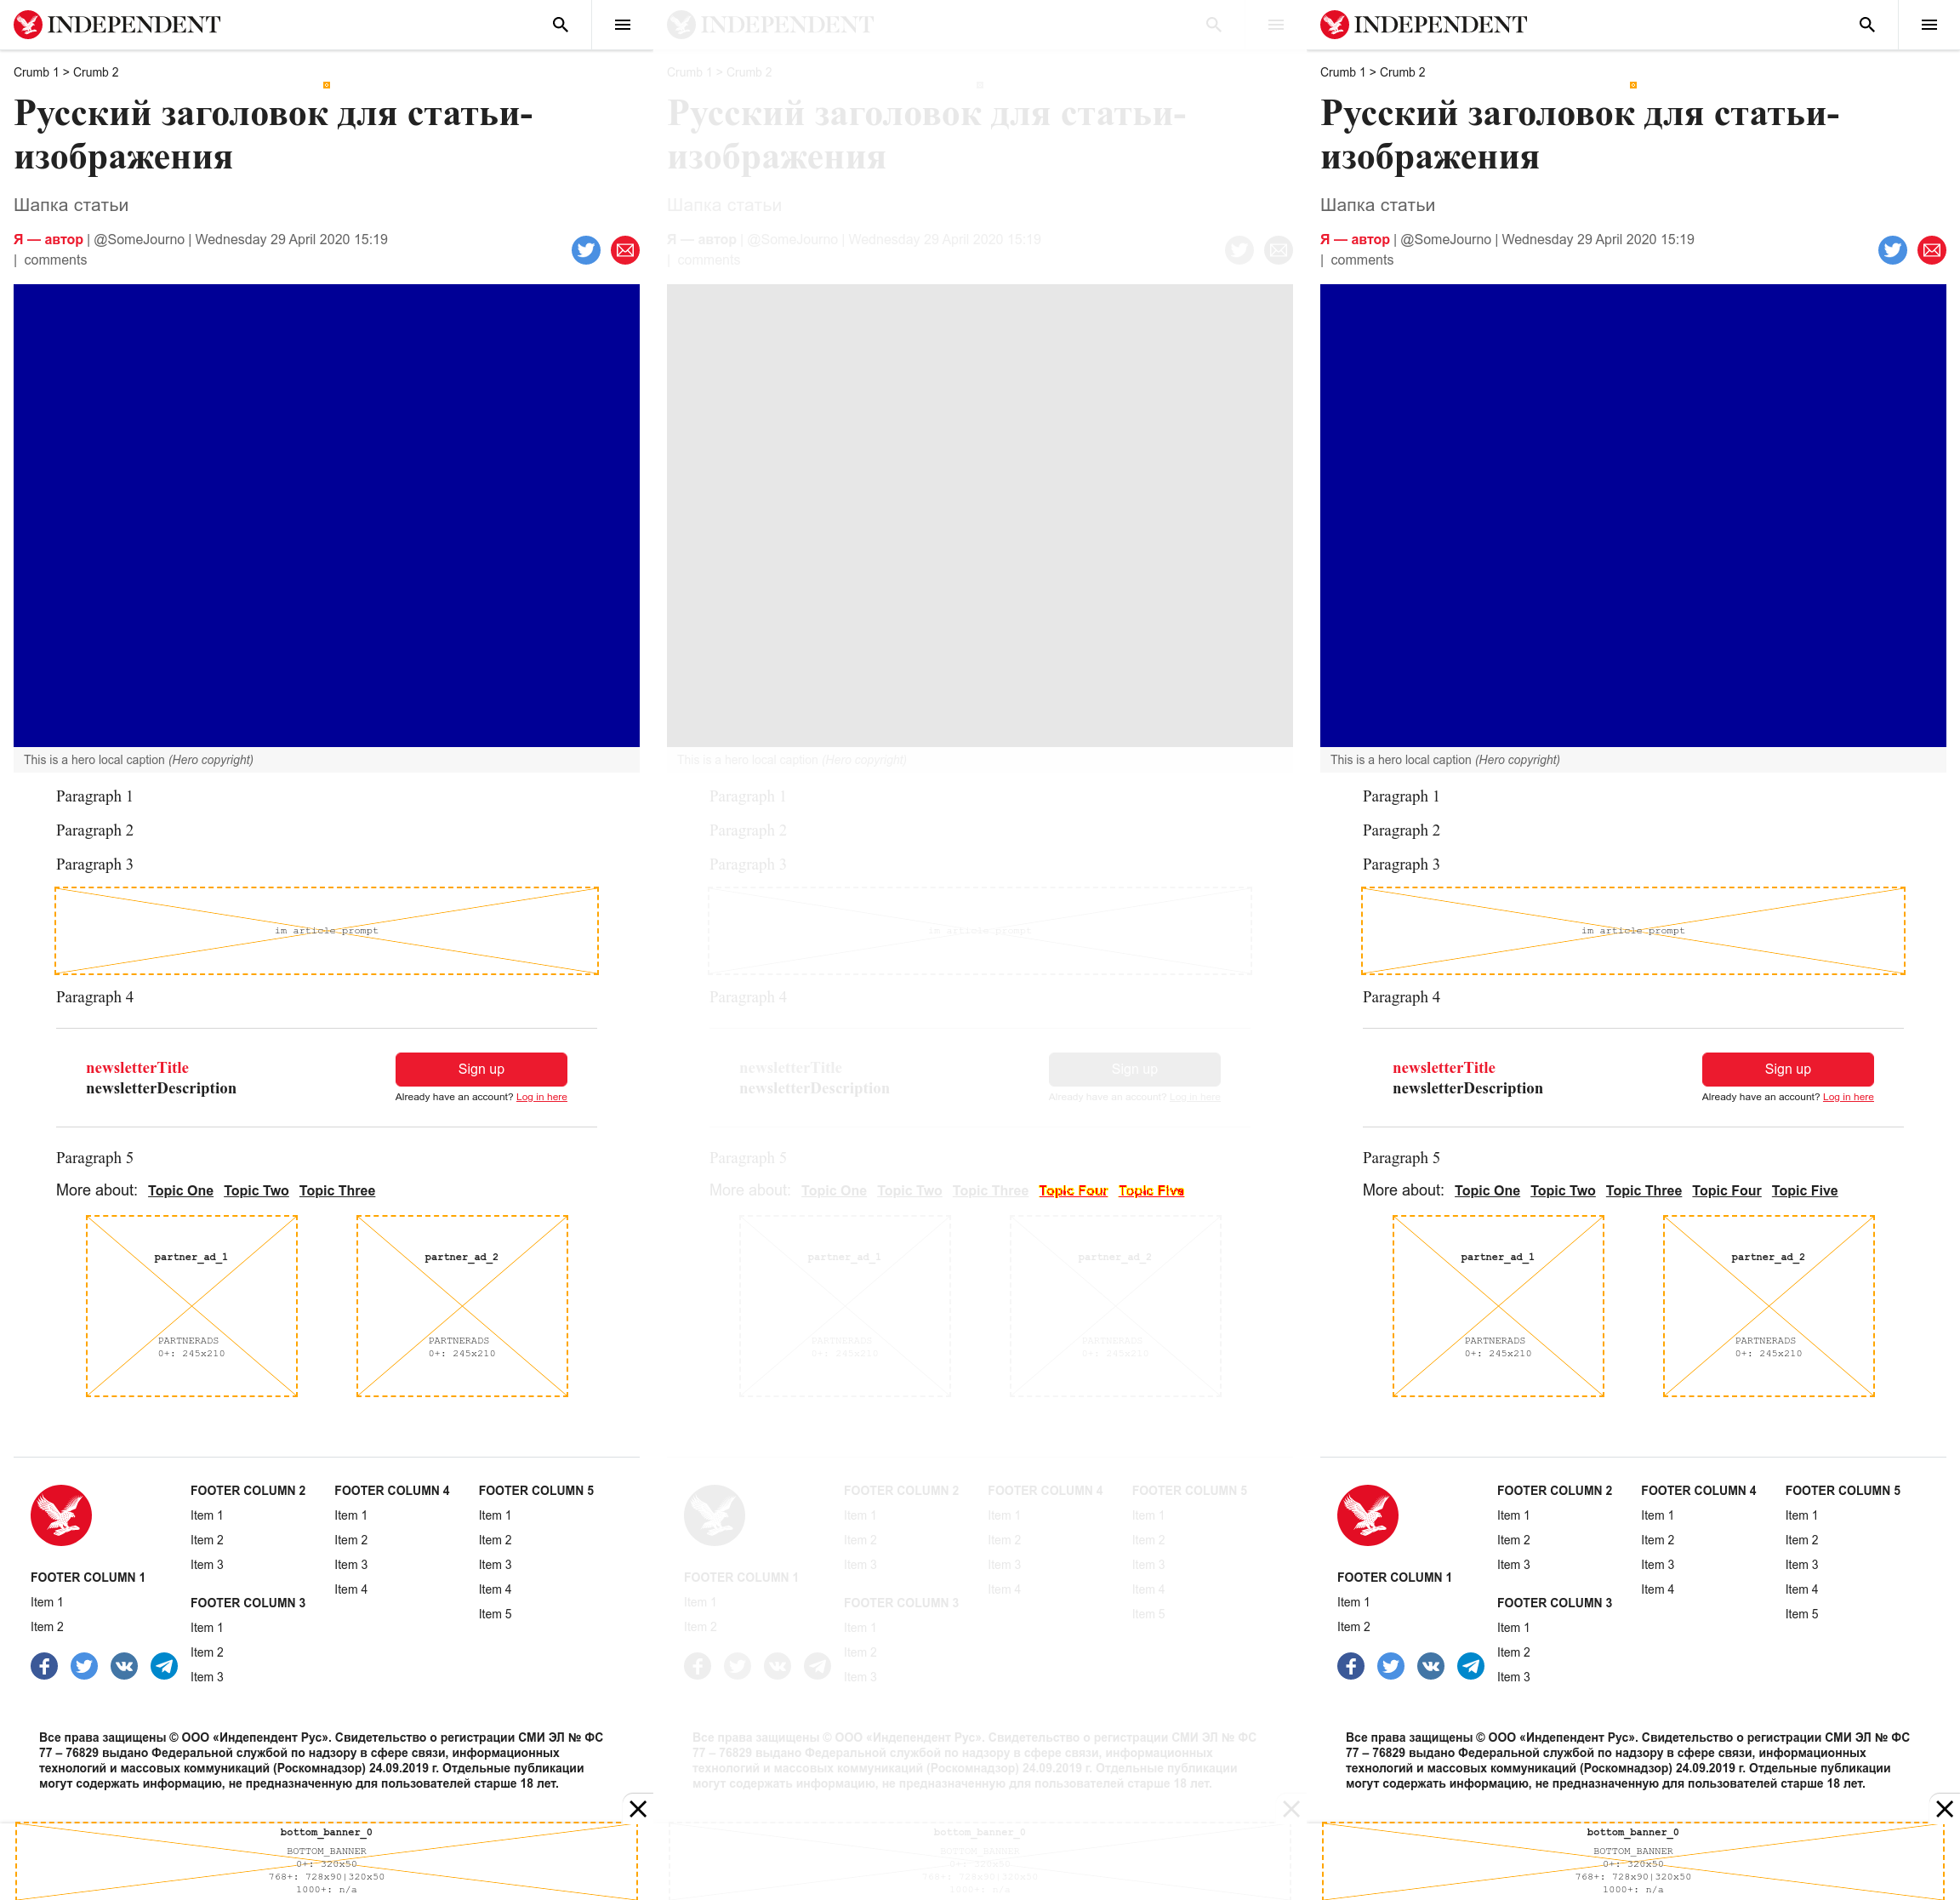 INDEPENDENT
Crumb 1 > Crumb 2
Русский заголовок для статьи-
изображения
Шапка статьи
Я — автор | @SomeJourno | Wednesday 29 April 2020 15:19
| comments
This is a hero local caption (Hero copyright)
Paragraph 1
Paragraph 2
Paragraph 3
im article prompt
Paragraph 4
newsletterTitle
newsletterDescription
Sign up
Already have an account? Log in here
Paragraph 5
More about: Topic One Topic Two Topic Three
partner_ad_1
PARTNERADS
0+: 245x210
partner_ad_2
PARTNERADS
0+: 245x210
FOOTER COLUMN 1
Item 1
Item 2
FOOTER COLUMN 2
Item 1
Item 2
Item 3
FOOTER COLUMN 3
Item 1
Item 2
Item 3
FOOTER COLUMN 4
Item 1
Item 2
Item 3
Item 4
FOOTER COLUMN 5
Item 1
Item 2
Item 3
Item 4
Item 5
Все права защищены © ООО «Индепендент Рус». Свидетельство о регистрации СМИ ЭЛ № ФС
77 – 76829 выдано Федеральной службой по надзору в сфере связи, информационных
технологий и массовых коммуникаций (Роскомнадзор) 24.09.2019 г. Отдельные публикации
могут содержать информацию, не предназначенную для пользователей старше 18 лет.
bottom_banner_0
BOTTOM_BANNER
0+: 320x50
768+: 728x90|320x50
1000+: n/a
INDEPENDENT
Crumb 1 > Crumb 2
Русский заголовок для статьи-
изображения
Шапка статьи
Я — автор | @SomeJourno | Wednesday 29 April 2020 15:19
| comments
This is a hero local caption (Hero copyright)
Paragraph 1
Paragraph 2
Paragraph 3
im article prompt
Paragraph 4
newsletterTitle
newsletterDescription
Sign up
Already have an account? Log in here
Paragraph 5
More about: Topic One Topic Two Topic Three Topic Four Topic Five
partner_ad_1
PARTNERADS
0+: 245x210
partner_ad_2
PARTNERADS
0+: 245x210
FOOTER COLUMN 1
Item 1
Item 2
FOOTER COLUMN 2
Item 1
Item 2
Item 3
FOOTER COLUMN 3
Item 1
Item 2
Item 3
FOOTER COLUMN 4
Item 1
Item 2
Item 3
Item 4
FOOTER COLUMN 5
Item 1
Item 2
Item 3
Item 4
Item 5
Все права защищены © ООО «Индепендент Рус». Свидетельство о регистрации СМИ ЭЛ № ФС
77 – 76829 выдано Федеральной службой по надзору в сфере связи, информационных
технологий и массовых коммуникаций (Роскомнадзор) 24.09.2019 г. Отдельные публикации
могут содержать информацию, не предназначенную для пользователей старше 18 лет.
bottom_banner_0
BOTTOM_BANNER
0+: 320x50
768+: 728x90|320x50
1000+: n/a
INDEPENDENT
Crumb 1 > Crumb 2
Русский заголовок для статьи-
изображения
Шапка статьи
Я — автор | @SomeJourno | Wednesday 29 April 2020 15:19
| comments
This is a hero local caption (Hero copyright)
Paragraph 1
Paragraph 2
Paragraph 3
im article prompt
Paragraph 4
newsletterTitle
newsletterDescription
Sign up
Already have an account? Log in here
Paragraph 5
More about: Topic One Topic Two Topic Three Topic Four Topic Five
partner_ad_1
PARTNERADS
0+: 245x210
partner_ad_2
PARTNERADS
0+: 245x210
FOOTER COLUMN 1
Item 1
Item 2
FOOTER COLUMN 2
Item 1
Item 2
Item 3
FOOTER COLUMN 3
Item 1
Item 2
Item 3
FOOTER COLUMN 4
Item 1
Item 2
Item 3
Item 4
FOOTER COLUMN 5
Item 1
Item 2
Item 3
Item 4
Item 5
Все права защищены © ООО «Индепендент Рус». Свидетельство о регистрации СМИ ЭЛ № ФС
77 – 76829 выдано Федеральной службой по надзору в сфере связи, информационных
технологий и массовых коммуникаций (Роскомнадзор) 24.09.2019 г. Отдельные публикации
могут содержать информацию, не предназначенную для пользователей старше 18 лет.
bottom_banner_0
BOTTOM_BANNER
0+: 320x50
768+: 728x90|320x50
1000+: n/a